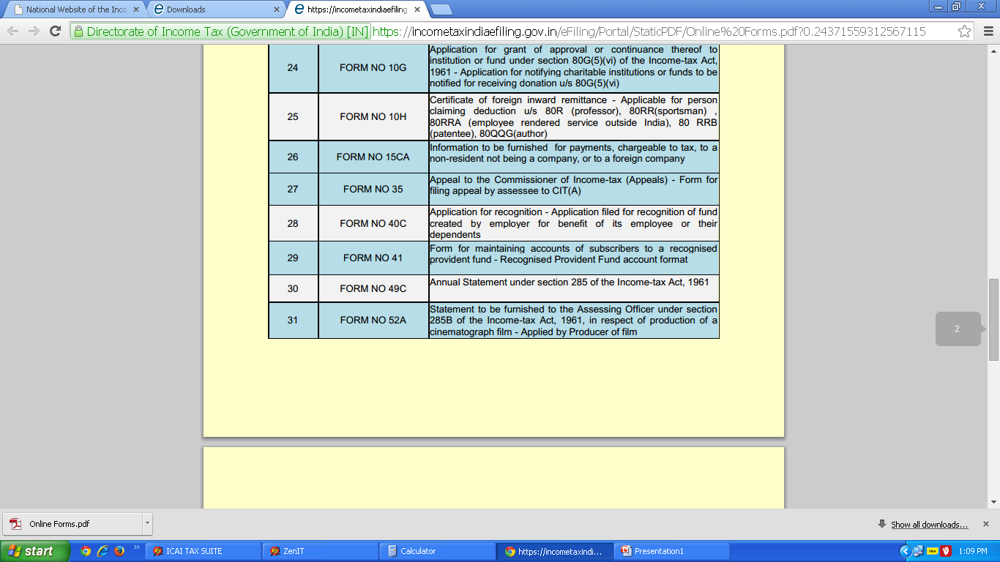 National Website of the Inco
Downloads
https://incometaxindiaefiling
Directorate of Income Tax (Government of India) [IN] https://incometaxindiaefiling.gov.in/eFiling/Portal/StaticPDF/Online%20Forms.pdf?0.24371559312567115
24
FORM NO 10G
Application for grant of approval or continuance thereof to
institution or fund under section 80G(5)(vi) of the Income-tax Act,
1961 - Application for notifying charitable institutions or funds to be
notified for receiving donation u/s 80G(5)(vi)
25
FORM NO 10H
Certificate of foreign inward remittance - Applicable for person
claiming deduction u/s 80R (professor), 80RR(sportsman) ,
80RRA (employee rendered service outside India), 80 RRB
(patentee), 80QQG(author)
26
FORM NO 15CA
Information to be furnished for payments, chargeable to tax, to a
non-resident not being a company, or to a foreign company
27
FORM NO 35
Appeal to the Commissioner of Income-tax (Appeals) - Form for
filing appeal by assessee to CIT(A)
28
FORM NO 40C
Application for recognition - Application filed for recognition of fund
created by employer for benefit of its employee or their
dependents
29
FORM NO 41
Form for maintaining accounts of subscribers to a recognised
provident fund - Recognised Provident Fund account format
30
FORM NO 49C
Annual Statement under section 285 of the Income-tax Act, 1961
31
FORM NO 52A
Statement to be furnished to the Assessing Officer under section
285B of the Income-tax Act, 1961, in respect of production of a
cinematograph film - Applied by Producer of film
2
Online Forms.pdf
Show all downloads...
start
ICAI TAX SUITE
ZenIT
Calculator
https://incometaxindi...
Presentation1
1:09 PM